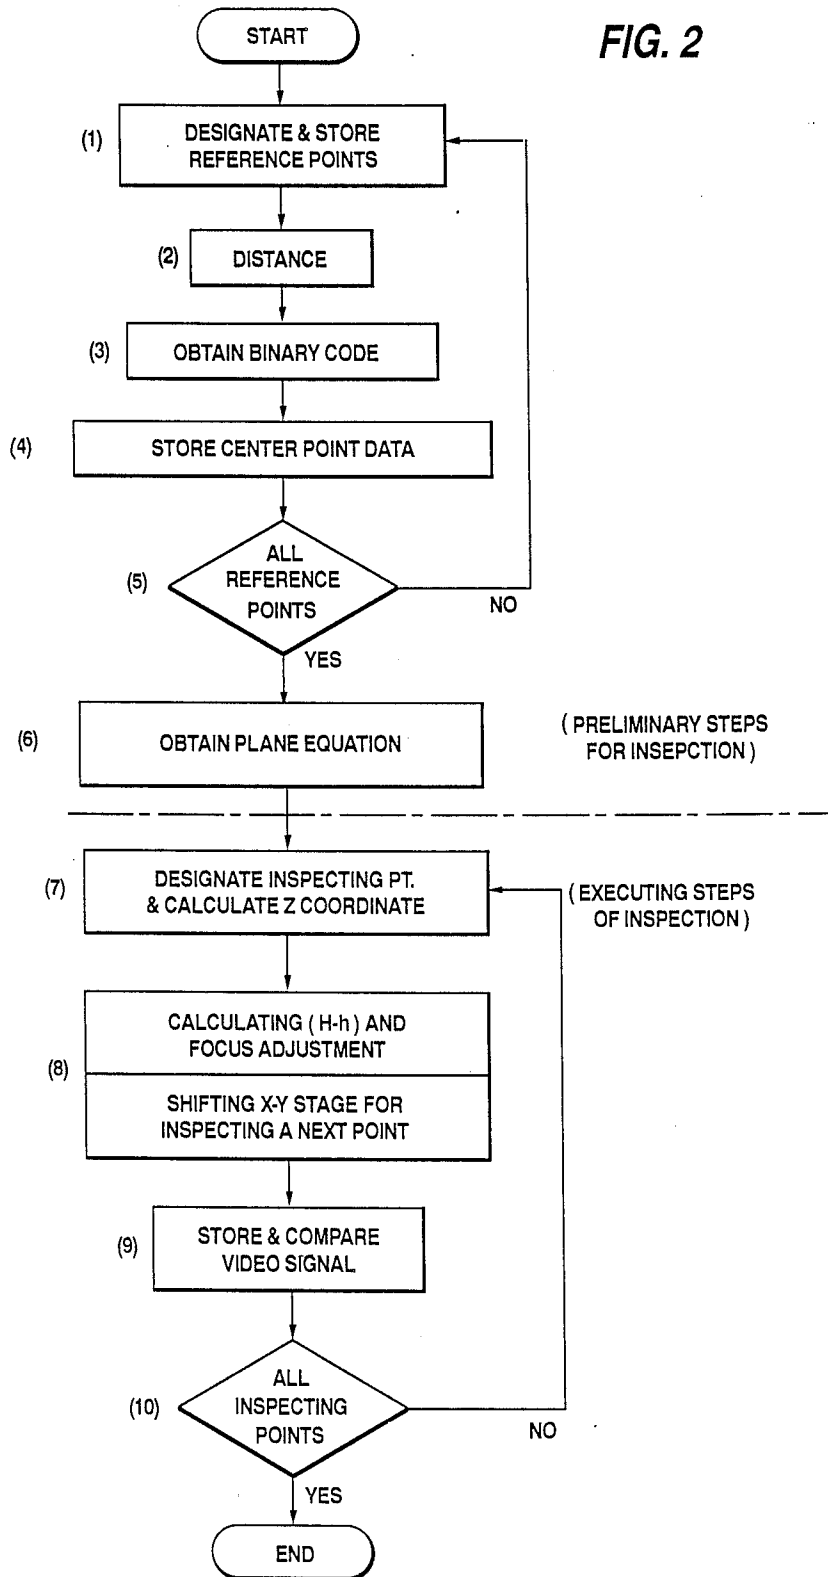 FIG. 2
START
(1)
DESIGNATE & STORE
REFERENCE POINTS
(2)
DISTANCE
(3)
OBTAIN BINARY CODE
(4)
STORE CENTER POINT DATA
(5)
ALL
REFERENCE
POINTS
NO
YES
(6)
OBTAIN PLANE EQUATION
( PRELIMINARY STEPS
FOR INSEPCTION )
(7)
DESIGNATE INSPECTING PT.
& CALCULATE Z COORDINATE
( EXECUTING STEPS
OF INSPECTION )
(8)
CALCULATING ( H-h ) AND
FOCUS ADJUSTMENT
SHIFTING X-Y STAGE FOR
INSPECTING A NEXT POINT
(9)
STORE & COMPARE
VIDEO SIGNAL
(10)
ALL
INSPECTING
POINTS
NO
YES
END